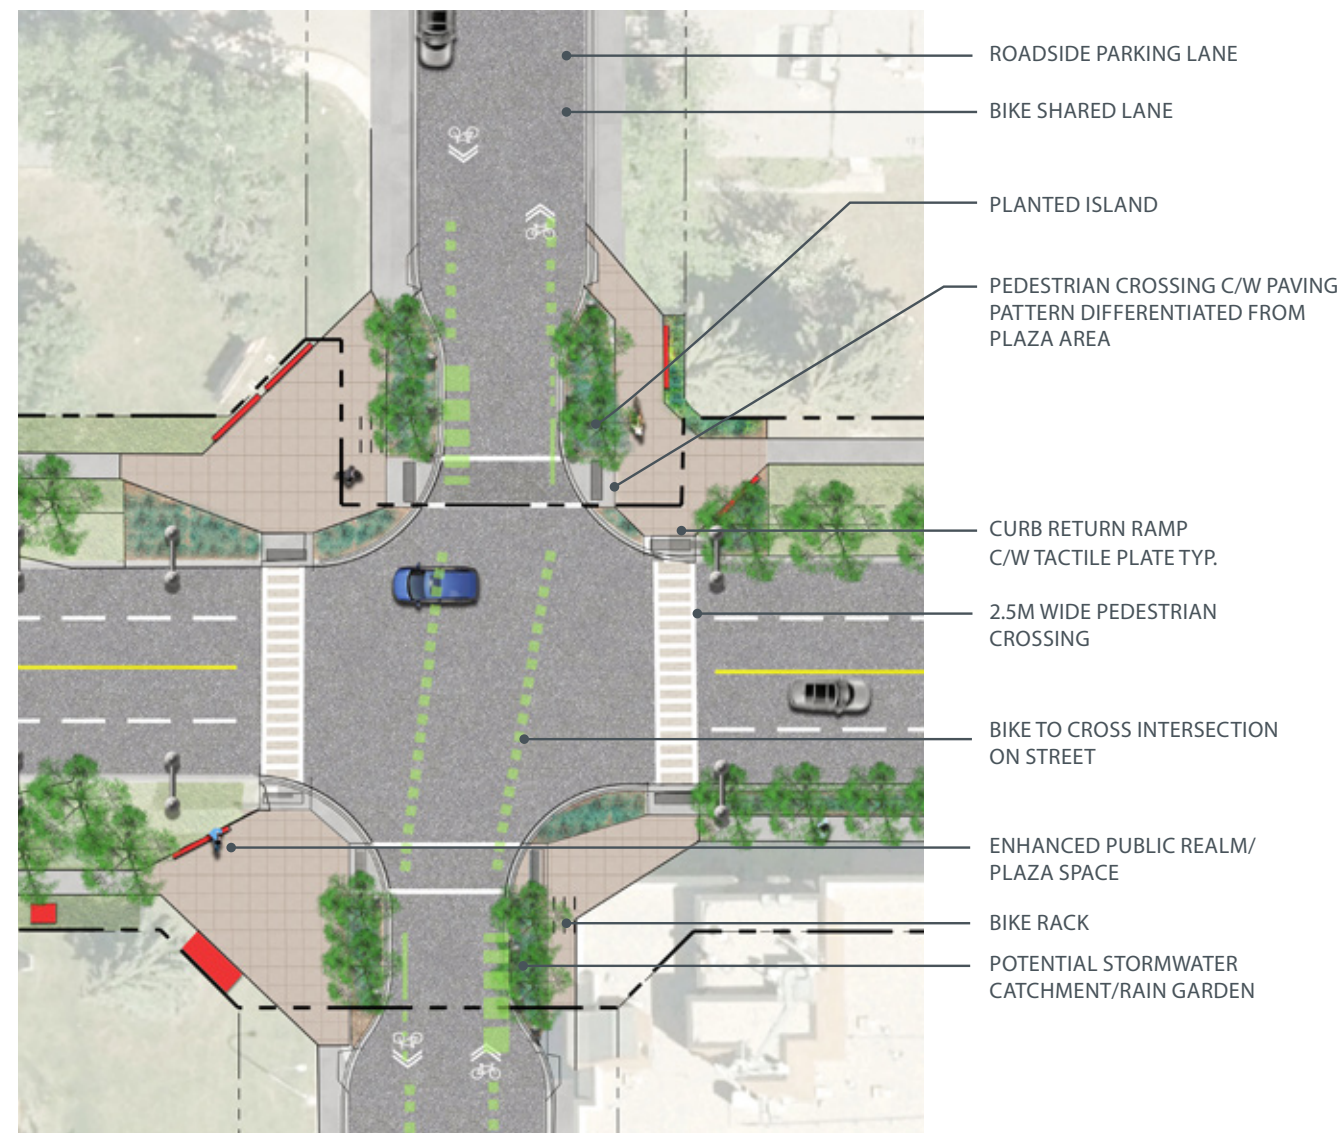 ROADSIDE PARKING LANE
BIKE SHARED LANE
PLANTED ISLAND
PEDESTRIAN CROSSING C/W PAVING
PATTERN DIFFERENTIATED FROM
PLAZA AREA
CURB RETURN RAMP
C/W TACTILE PLATE TYP.
2.5M WIDE PEDESTRIAN
CROSSING
BIKE TO CROSS INTERSECTION
ON STREET
ENHANCED PUBLIC REALM/
PLAZA SPACE
BIKE RACK
POTENTIAL STORMWATER
CATCHMENT/RAIN GARDEN